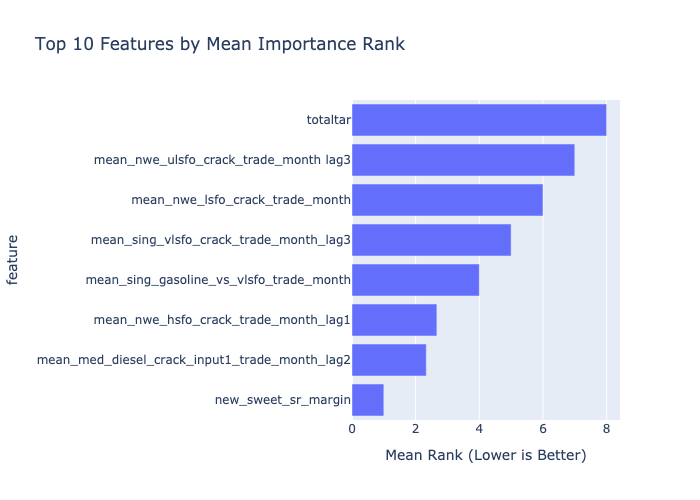 Top 10 Features by Mean Importance Rank
totaltar
mean_nwe_ulsfo_crack_trade_month lag3
mean_nwe_lsfo_crack_trade_month
mean_sing_vlsfo_crack_trade_month_lag3
mean_sing_gasoline_vs_vlsfo_trade_month
mean_nwe_hsfo_crack_trade_month_lag1
mean_med_diesel_crack_input1_trade_month_lag2
new_sweet_sr_margin
feature
0 2 4 6 8
Mean Rank (Lower is Better)